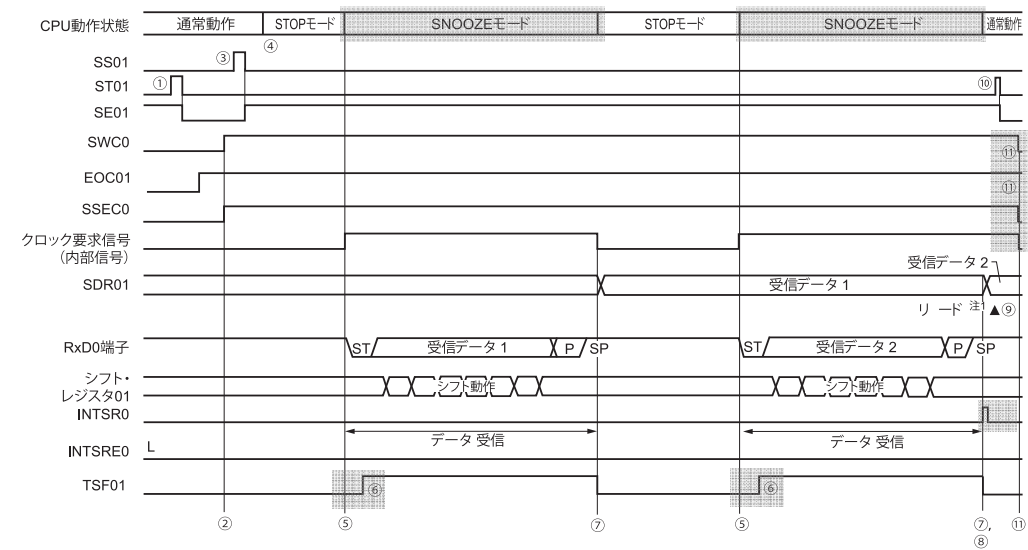 CPU動作状態 通常動作 STOPモード SNOOZEモード STOPモード SNOOZEモード 通常動作
④
SS01 ③
ST01 ① ⑩
SE01
SWC0 ⑪
EOC01 ⑪
SSEC0
クロック要求信号
(内部信号)
受信データ 2
SDR01 受信データ 1
リード 注1 ▲⑨
RxD0端子 ST 受信データ 1 P SP ST 受信データ 2 P SP
シフト・
レジスタ01 シフト動作 シフト動作
INTSR0
データ 受信 データ 受信
INTSRE0 L
TSF01 ⑥ ⑥
② ⑤ ⑦ ⑤ ⑦, ⑪
⑧